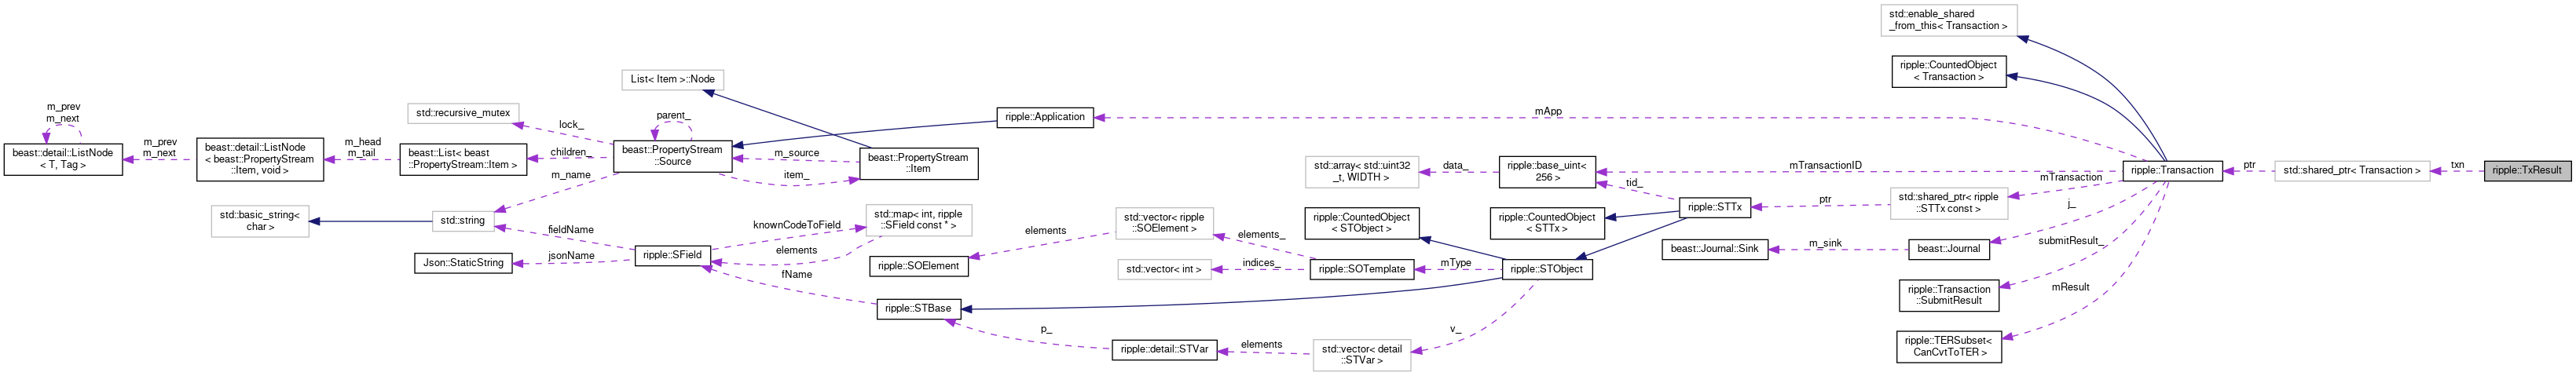 std::enable_shared
_from_this< Transaction >
ripple::CountedObject
< Transaction >
List< Item >::Node
m_prev
m_next
std::recursive_mutex
lock_
parent_
ripple::Application
mApp
beast::detail::ListNode
< T, Tag >
m_prev
m_next
beast::detail::ListNode
< beast::PropertyStream
::Item, void >
m_head
m_tail
beast::List< beast
::PropertyStream::Item >
children_
beast::PropertyStream
::Source
m_source
item_
beast::PropertyStream
::Item
std::array< std::uint32
_t, WIDTH >
data_
ripple::base_uint<
256 >
mTransactionID
ripple::Transaction
ptr
std::shared_ptr< Transaction >
txn
ripple::TxResult
m_name
tid_
mTransaction
std::basic_string<
char >
std::string
fieldName
knownCodeToField
std::map< int, ripple
::SField const * >
elements
std::vector< ripple
::SOElement >
elements
elements_
ripple::CountedObject
< STObject >
ripple::CountedObject
< STTx >
ripple::STTx
ptr
std::shared_ptr< ripple
::STTx const >
j_
Json::StaticString
jsonName
ripple::SField
ripple::SOElement
std::vector< int >
indices_
ripple::SOTemplate
mType
ripple::STObject
beast::Journal::Sink
m_sink
beast::Journal
submitResult_
fName
ripple::STBase
ripple::Transaction
::SubmitResult
mResult
p_
ripple::detail::STVar
elements
std::vector< detail
::STVar >
v_
ripple::TERSubset<
CanCvtToTER >